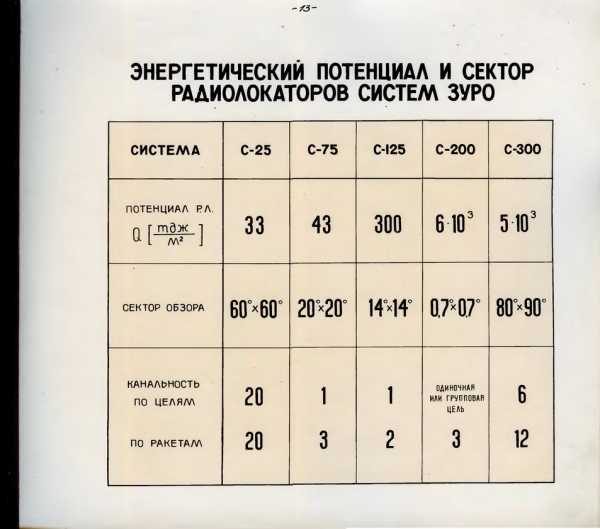 -13-
ЭНЕРГЕТИЧЕСКИЙ ПОТЕНЦИАЛ И СЕКТОР
РАДИОЛОКАТОРОВ СИСТЕМ ЗУРО
СИСТЕМА С-25 С-75 С-125 С-200 С-300
ПОТЕНЦИАЛ Р.Л.
Q [тдж/м²] 33 43 300 6·10³ 5·10³
СЕКТОР ОБЗОРА 60°×60° 20°×20° 14°×14° 0,7°×0,7° 80°×90°
КАНАЛЬНОСТЬ
ПО ЦЕЛЯМ 20 1 1 ОДИНОЧНАЯ
ИЛИ ГРУППОВАЯ
ЦЕЛЬ 6
ПО РАКЕТАМ 20 3 2 3 12